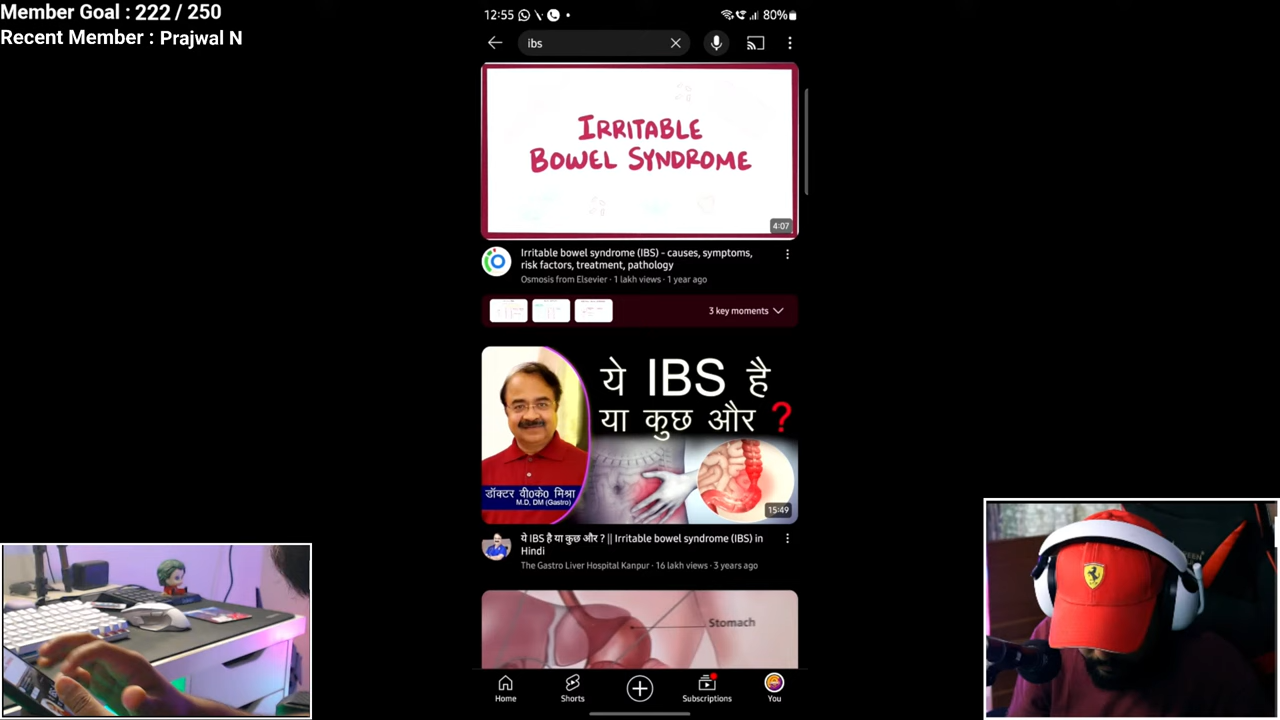 Member Goal : 222 / 250
Recent Member : Prajwal N
12:55
80%
ibs
IRRITABLE
BOWEL SYNDROME
4:07
Irritable bowel syndrome (IBS) - causes, symptoms,
risk factors, treatment, pathology
Osmosis from Elsevier · 1 lakh views · 1 year ago
3 key moments
ये IBS है
या कुछ और ?
डॉक्टर वी0के0 मिश्रा
M.D, DM (Gastro)
15:49
ये IBS है या कुछ और ? || Irritable bowel syndrome (IBS) in
Hindi
The Gastro Liver Hospital Kanpur · 16 lakh views · 3 years ago
Stomach
Home
Shorts
Subscriptions
You